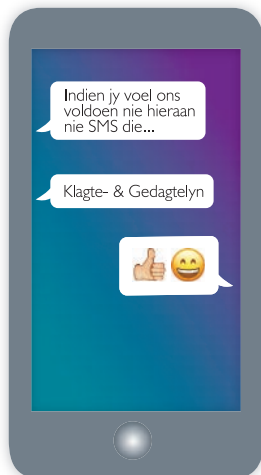 Indien jy voel ons
voldoen nie hieraan
nie SMS die...
Klagte- & Gedagtelyn
👍😄